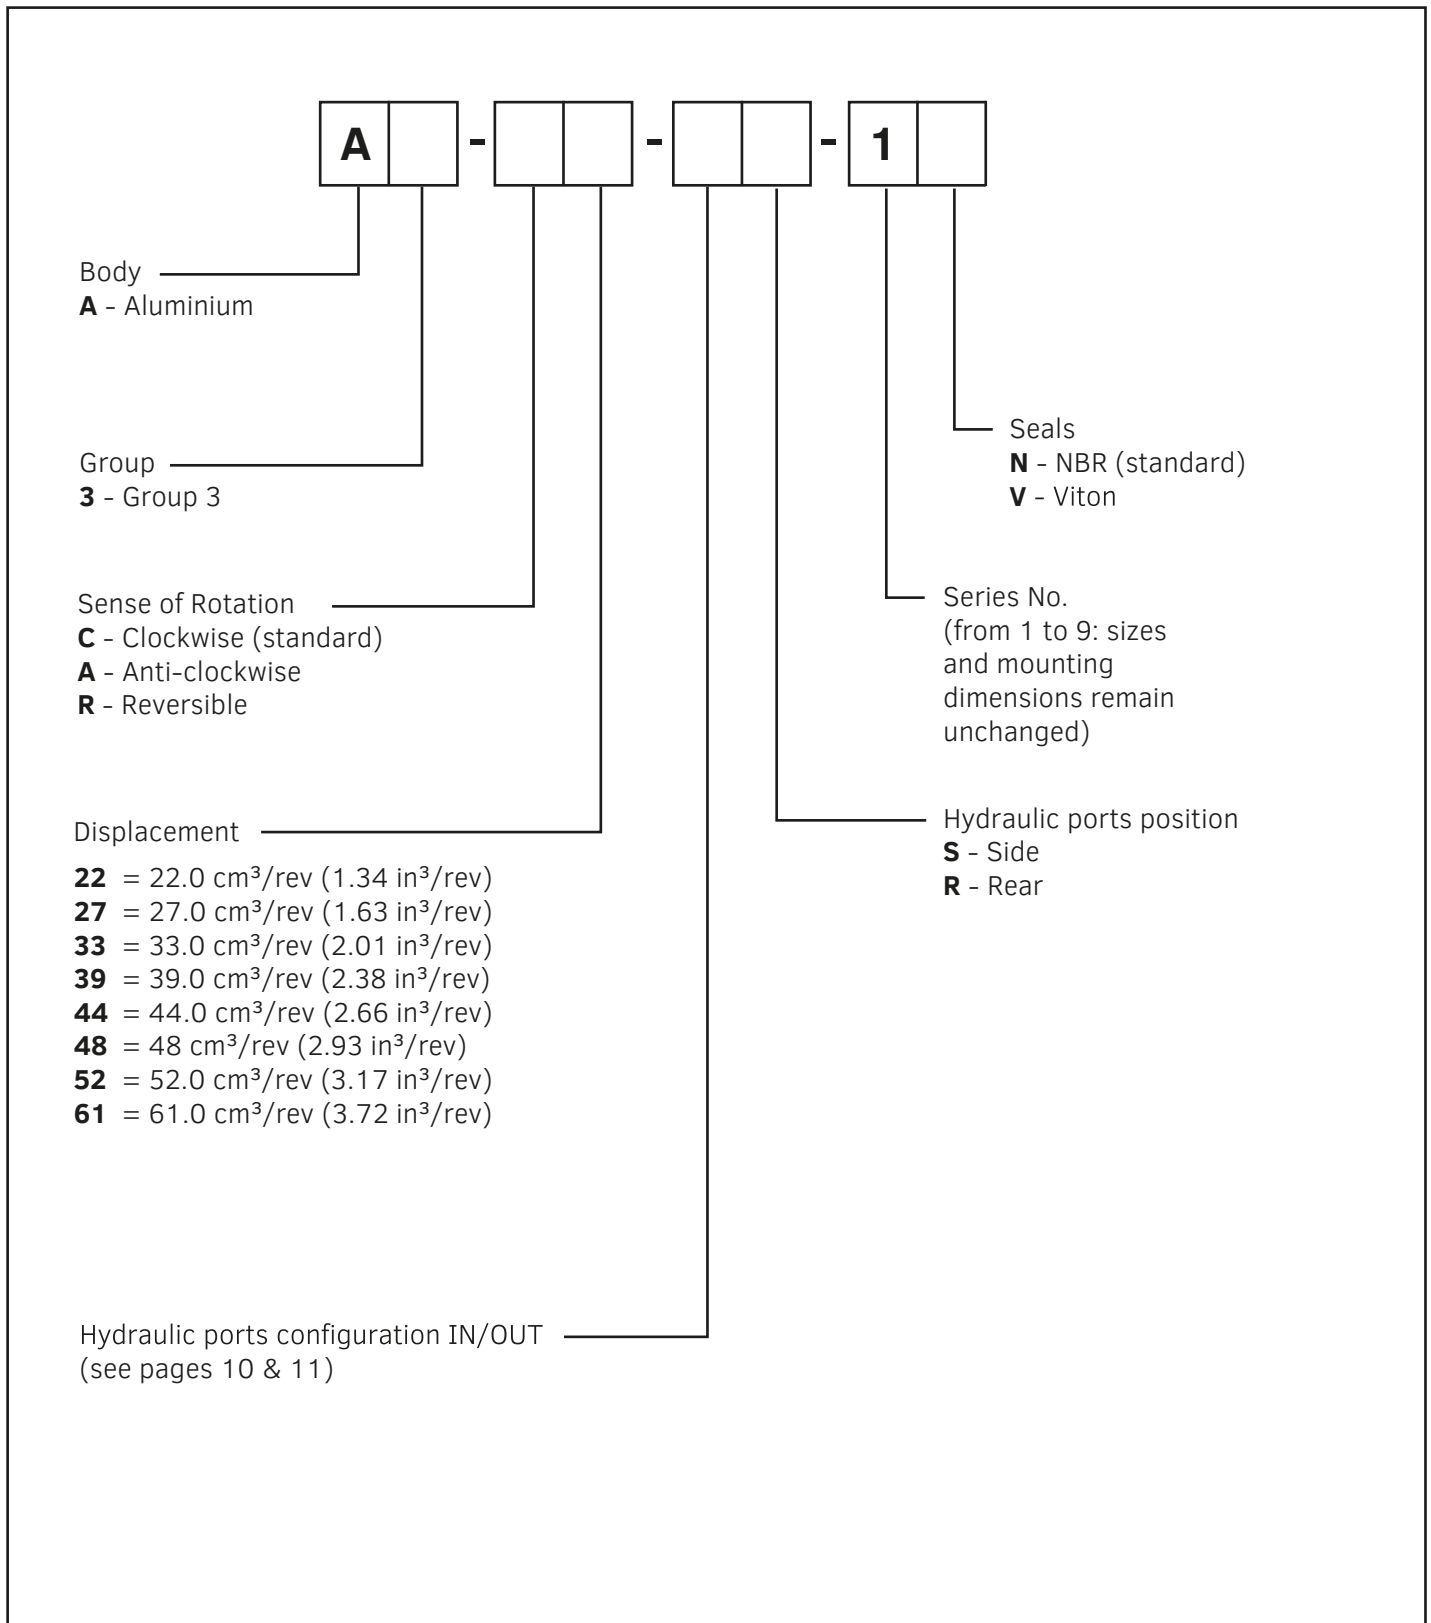 A - - - 1
Body
A - Aluminium
Group
3 - Group 3
Sense of Rotation
C - Clockwise (standard)
A - Anti-clockwise
R - Reversible
Displacement
22 = 22.0 cm³/rev (1.34 in³/rev)
27 = 27.0 cm³/rev (1.63 in³/rev)
33 = 33.0 cm³/rev (2.01 in³/rev)
39 = 39.0 cm³/rev (2.38 in³/rev)
44 = 44.0 cm³/rev (2.66 in³/rev)
48 = 48 cm³/rev (2.93 in³/rev)
52 = 52.0 cm³/rev (3.17 in³/rev)
61 = 61.0 cm³/rev (3.72 in³/rev)
Hydraulic ports configuration IN/OUT
(see pages 10 & 11)
Seals
N - NBR (standard)
V - Viton
Series No.
(from 1 to 9: sizes
and mounting
dimensions remain
unchanged)
Hydraulic ports position
S - Side
R - Rear